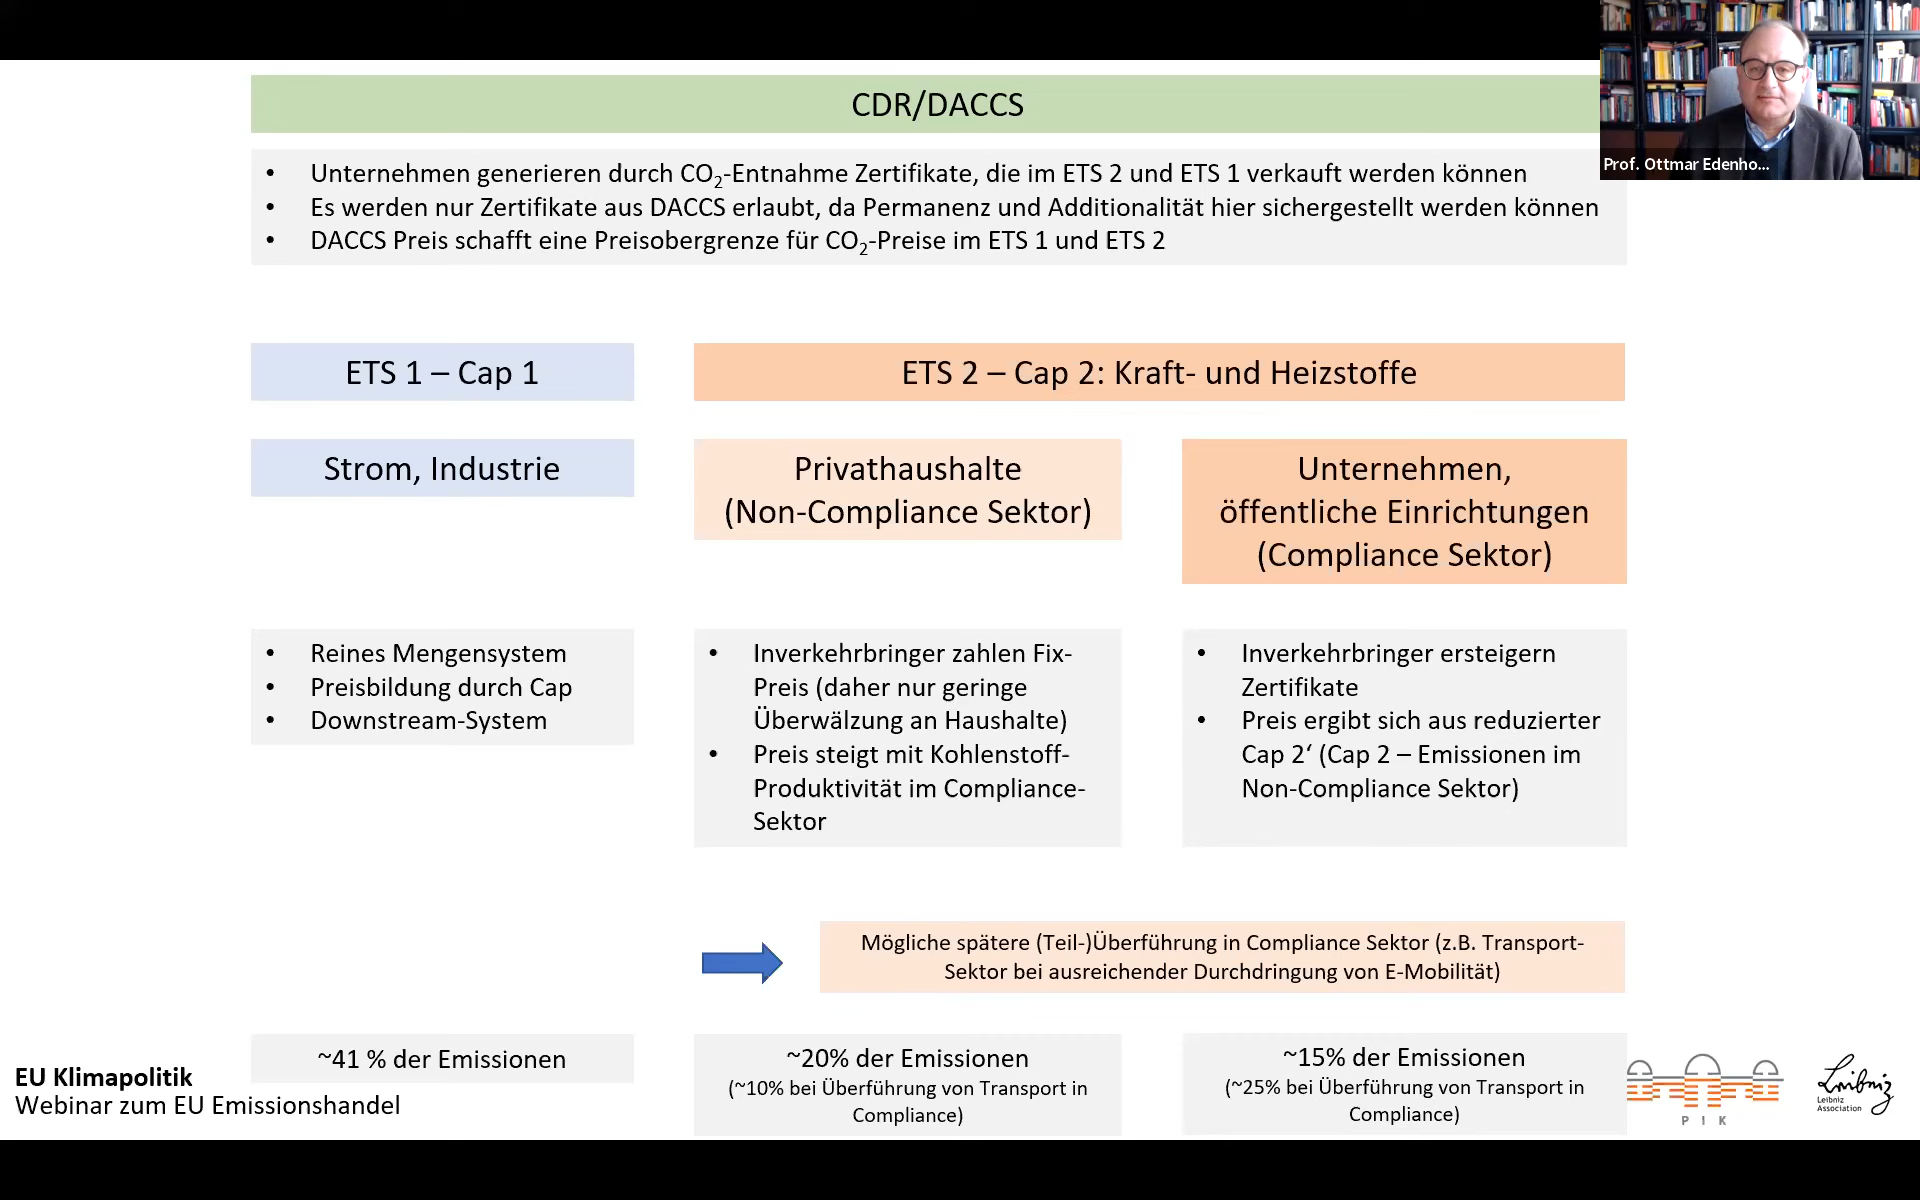 CDR/DACCS
Prof. Ottmar Edenho...
• Unternehmen generieren durch CO₂-Entnahme Zertifikate, die im ETS 2 und ETS 1 verkauft werden können
• Es werden nur Zertifikate aus DACCS erlaubt, da Permanenz und Additionalität hier sichergestellt werden können
• DACCS Preis schafft eine Preisobergrenze für CO₂-Preise im ETS 1 und ETS 2
ETS 1 – Cap 1
ETS 2 – Cap 2: Kraft- und Heizstoffe
Strom, Industrie
Privathaushalte
(Non-Compliance Sektor)
Unternehmen,
öffentliche Einrichtungen
(Compliance Sektor)
• Reines Mengensystem
• Preisbildung durch Cap
• Downstream-System
• Inverkehrbringer zahlen Fix-
Preis (daher nur geringe
Überwälzung an Haushalte)
• Preis steigt mit Kohlenstoff-
Produktivität im Compliance-
Sektor
• Inverkehrbringer ersteigern
Zertifikate
• Preis ergibt sich aus reduzierter
Cap 2‘ (Cap 2 – Emissionen im
Non-Compliance Sektor)
Mögliche spätere (Teil-)Überführung in Compliance Sektor (z.B. Transport-
Sektor bei ausreichender Durchdringung von E-Mobilität)
~41 % der Emissionen
~20% der Emissionen
(~10% bei Überführung von Transport in
Compliance)
~15% der Emissionen
(~25% bei Überführung von Transport in
Compliance)
EU Klimapolitik
Webinar zum EU Emissionshandel
P I K
Leibniz
Leibniz
Association